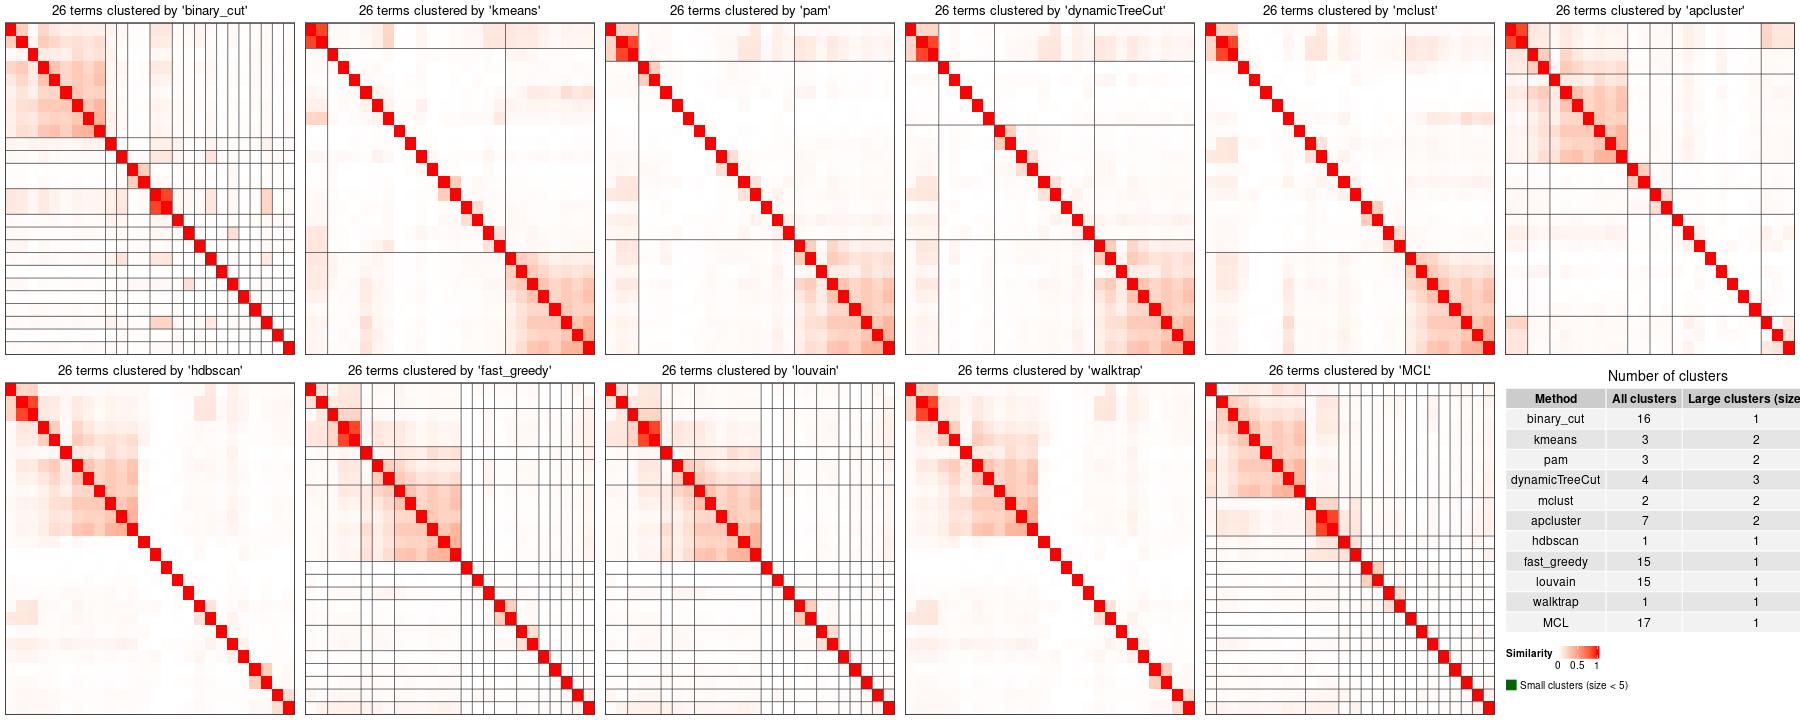 26 terms clustered by 'binary_cut'
26 terms clustered by 'kmeans'
26 terms clustered by 'pam'
26 terms clustered by 'dynamicTreeCut'
26 terms clustered by 'mclust'
26 terms clustered by 'apcluster'
26 terms clustered by 'hdbscan'
26 terms clustered by 'fast_greedy'
26 terms clustered by 'louvain'
26 terms clustered by 'walktrap'
26 terms clustered by 'MCL'
Number of clusters
Method All clusters Large clusters (size
binary_cut 16 1
kmeans 3 2
pam 3 2
dynamicTreeCut 4 3
mclust 2 2
apcluster 7 2
hdbscan 1 1
fast_greedy 15 1
louvain 15 1
walktrap 1 1
MCL 17 1
Similarity
0 0.5 1
Small clusters (size < 5)